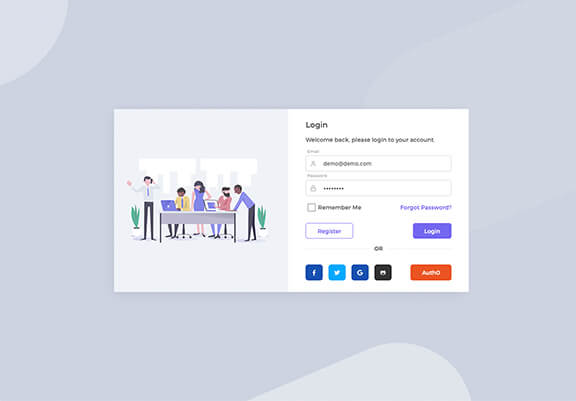 Login
Welcome back, please login to your account.
Email
demo@demo.com
Password
••••••••
Remember Me Forgot Password?
Register Login
OR
f G Auth0